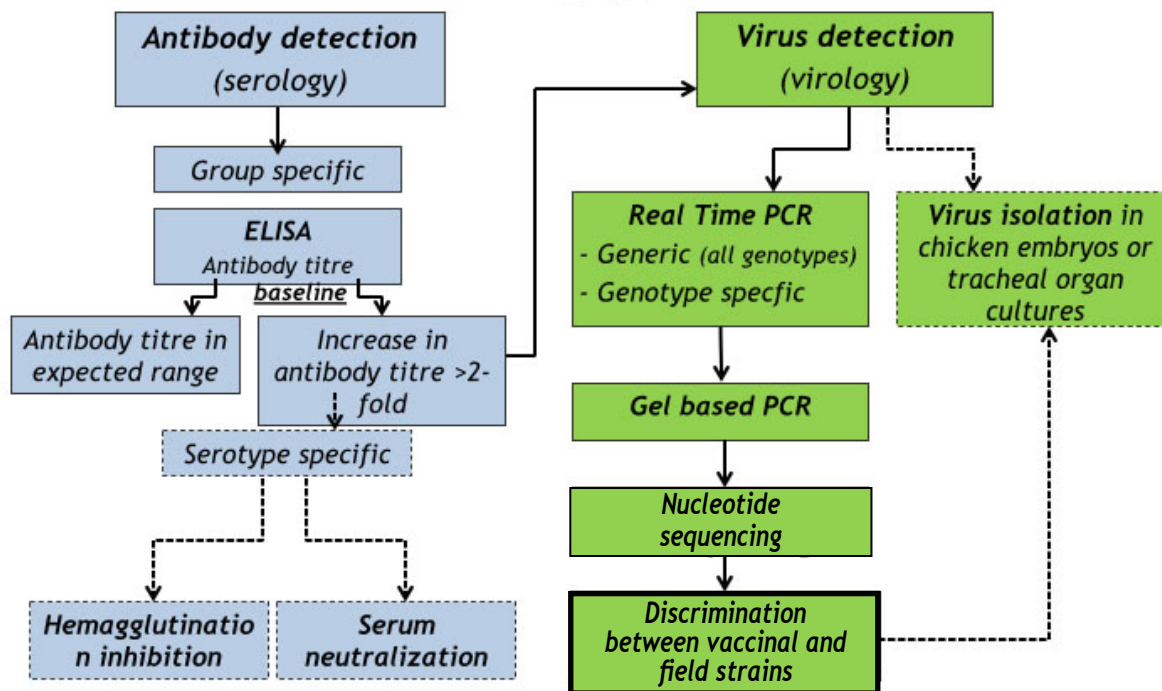 Antibody detection
(serology)
Group specific
ELISA
Antibody titre
baseline
Antibody titre in
expected range
Increase in
antibody titre >2-
fold
Serotype specific
Hemagglutinatio
n inhibition
Serum
neutralization
Virus detection
(virology)
Real Time PCR
- Generic (all genotypes)
- Genotype specfic
Virus isolation in
chicken embryos or
tracheal organ
cultures
Gel based PCR
Nucleotide
sequencing
Discrimination
between vaccinal and
field strains